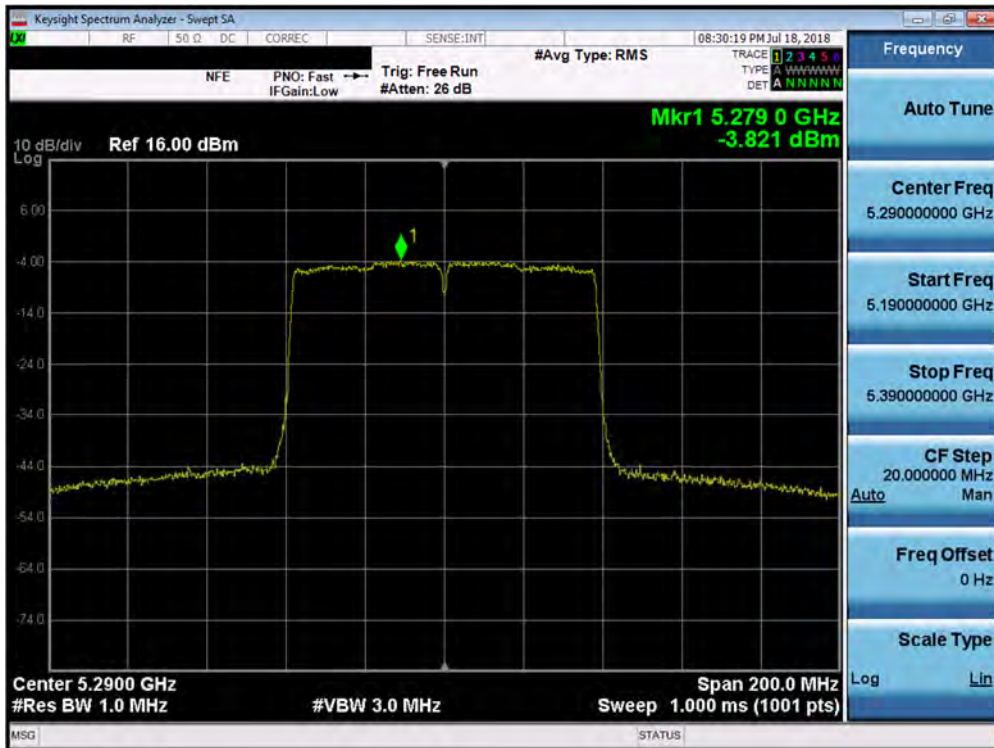 Keysight Spectrum Analyzer - Swept SA
LXI RF 50 Ω DC CORREC SENSE:INT 08:30:19 PM Jul 18, 2018
NFE PNO: Fast Trig: Free Run #Avg Type: RMS TRACE 1 2 3 4 5 6
IFGain:Low #Atten: 26 dB TYPE A WWWWW
DET A N N N N N
Mkr1 5.279 0 GHz
-3.821 dBm
10 dB/div Ref 16.00 dBm
Log
1
6.00
-4.00
-14.0
-24.0
-34.0
-44.0
-54.0
-64.0
-74.0
Center 5.2900 GHz Span 200.0 MHz
#Res BW 1.0 MHz #VBW 3.0 MHz Sweep 1.000 ms (1001 pts)
MSG STATUS
Frequency
Auto Tune
Center Freq
5.290000000 GHz
Start Freq
5.190000000 GHz
Stop Freq
5.390000000 GHz
CF Step
20.000000 MHz
Auto Man
Freq Offset
0 Hz
Scale Type
Log Lin